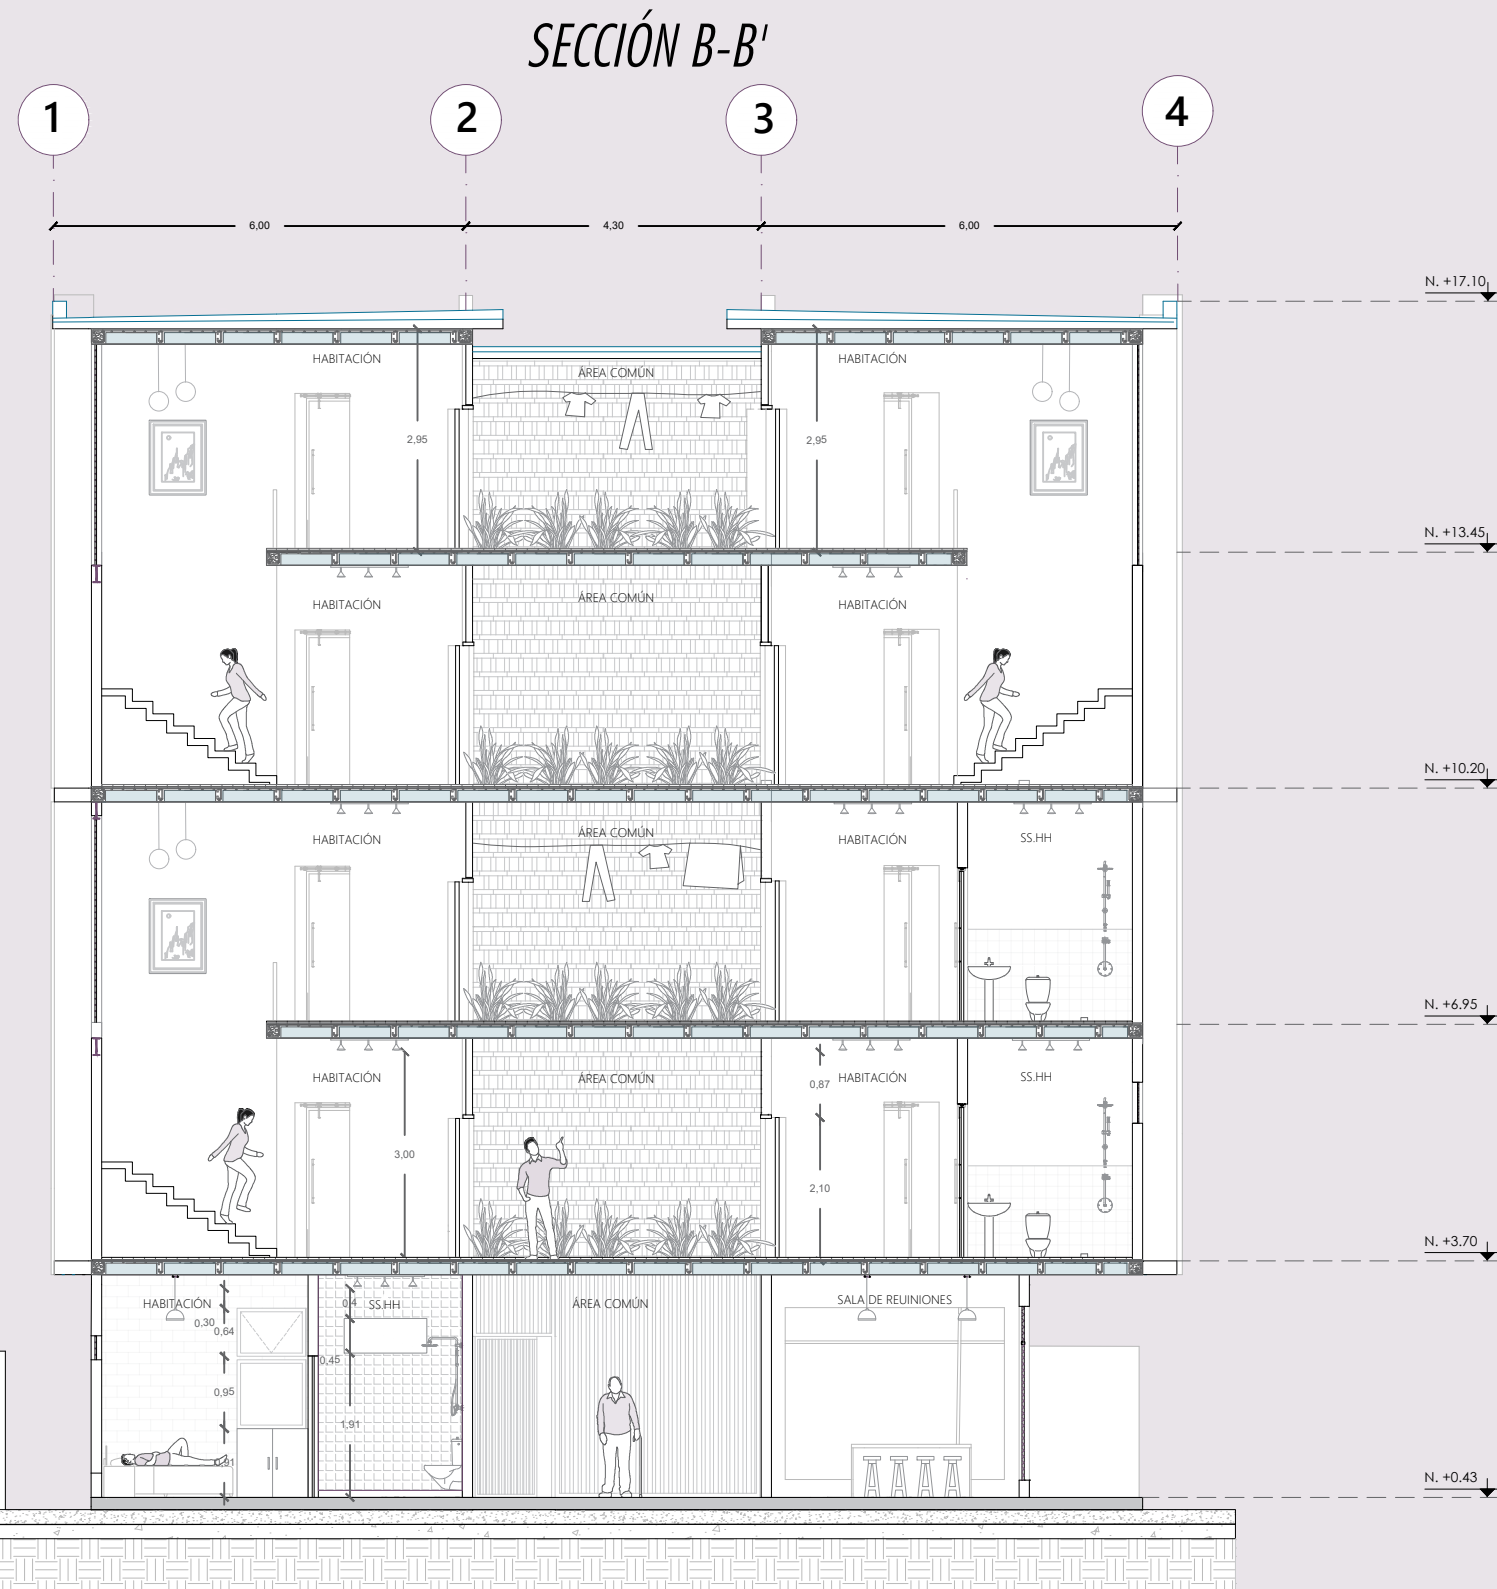 SECCIÓN B-B'
1
2
3
4
6,00
4,30
6,00
N. +17.10
HABITACIÓN
ÁREA COMÚN
HABITACIÓN
2,95
2,95
N. +13.45
HABITACIÓN
ÁREA COMÚN
HABITACIÓN
N. +10.20
HABITACIÓN
ÁREA COMÚN
HABITACIÓN
SS.HH
N. +6.95
HABITACIÓN
ÁREA COMÚN
0,87
HABITACIÓN
SS.HH
3,00
2,10
N. +3.70
HABITACIÓN
0,4
SS.HH
ÁREA COMÚN
SALA DE REUINIONES
0,30
0,64
0,45
0,95
1,91
0,91
N. +0.43